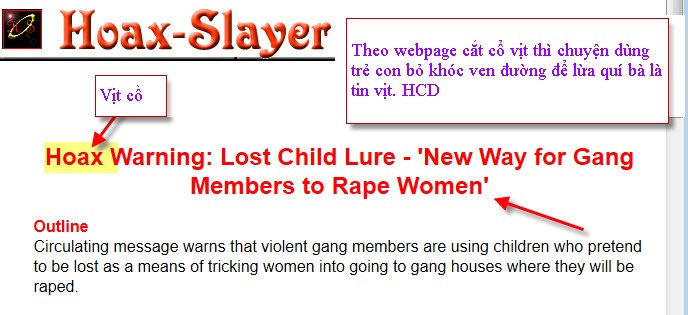 Hoax-Slayer
Theo webpage cắt cổ vịt thì chuyện dùng
trẻ con bỏ khóc ven đường để lừa quí bà là
tin vịt. HCD
Vịt cồ
Hoax Warning: Lost Child Lure - 'New Way for Gang
Members to Rape Women'
Outline
Circulating message warns that violent gang members are using children who pretend
to be lost as a means of tricking women into going to gang houses where they will be
raped.